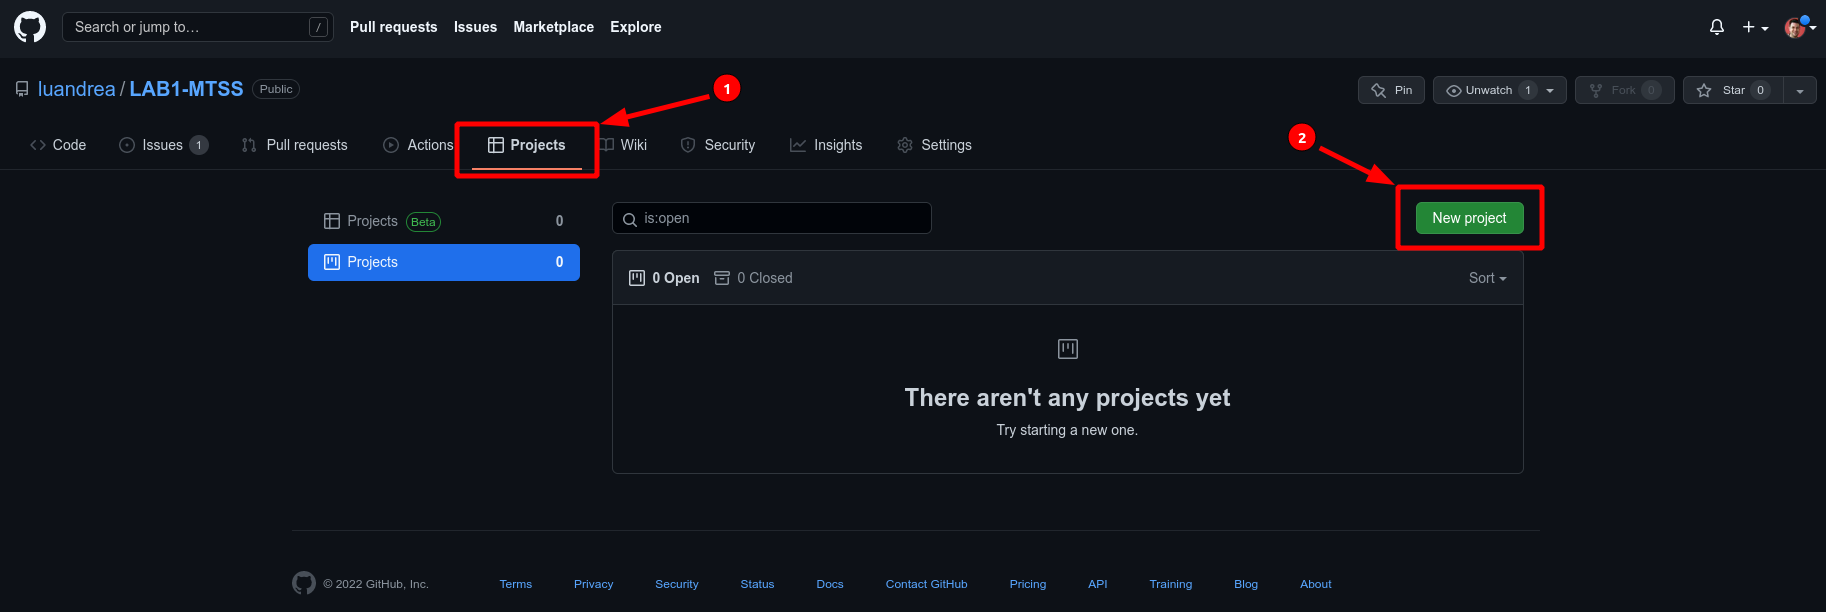 Search or jump to… / Pull requests Issues Marketplace Explore
luandrea / LAB1-MTSS Public Pin Unwatch 1 Fork 0 Star 0
1
Code Issues 1 Pull requests Actions Projects Wiki Security Insights Settings
2
Projects Beta 0 is:open New project
Projects 0
0 Open 0 Closed Sort
There aren't any projects yet
Try starting a new one.
© 2022 GitHub, Inc. Terms Privacy Security Status Docs Contact GitHub Pricing API Training Blog About